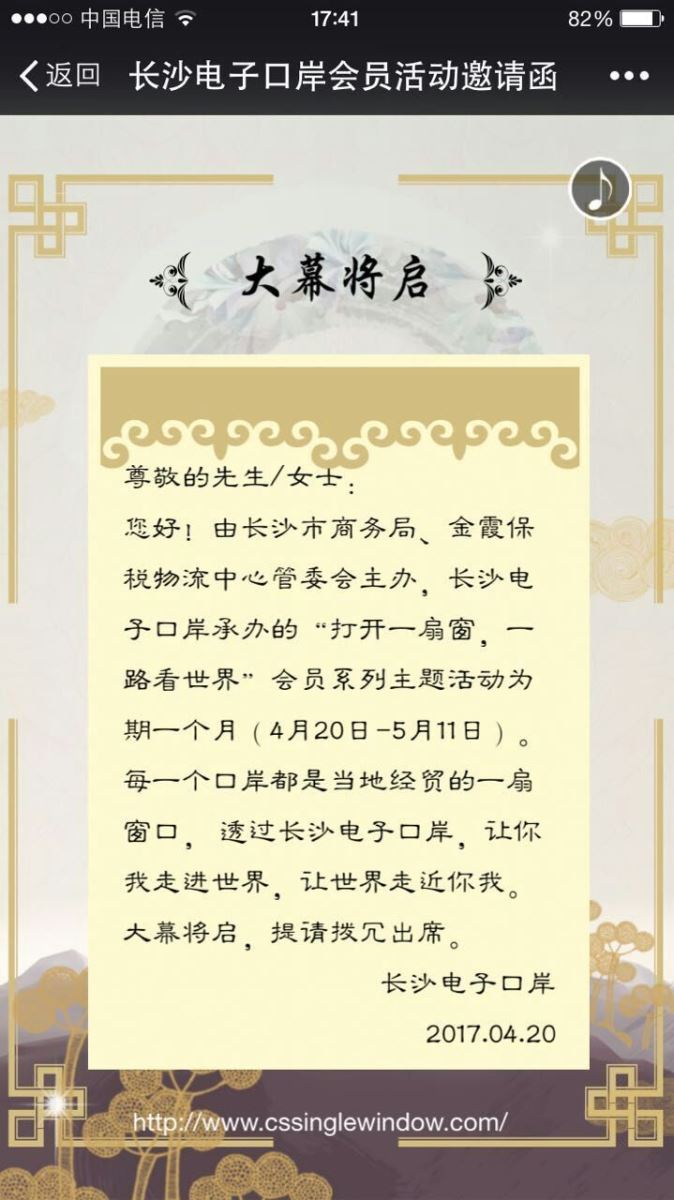 中国电信 17:41 82%
返回 长沙电子口岸会员活动邀请函
大幕将启
尊敬的先生/女士：
您好！由长沙市商务局、金霞保
税物流中心管委会主办，长沙电
子口岸承办的“打开一扇窗，一
路看世界”会员系列主题活动为
期一个月（4月20日-5月11日）。
每一个口岸都是当地经贸的一扇
窗口， 透过长沙电子口岸，让你
我走进世界，让世界走近你我。
大幕将启，提请拨冗出席。
长沙电子口岸
2017.04.20
http://www.cssinglewindow.com/